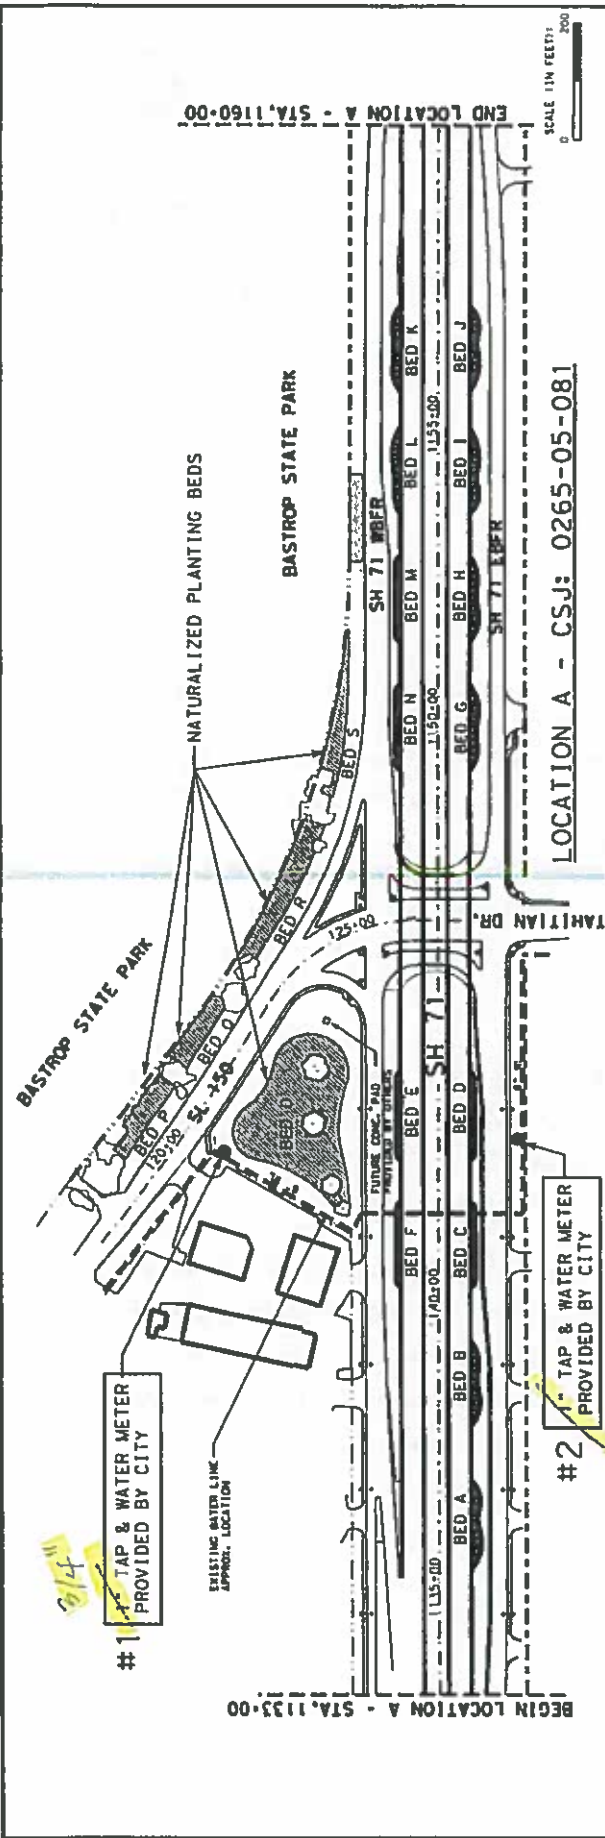 BASTROP STATE PARK
NATURALIZED PLANTING BEDS
BASTROP STATE PARK
3/4"
#1
1" TAP & WATER METER
PROVIDED BY CITY
EXISTING WATER LINE
APPROX. LOCATION
BED P
BED Q
BED R
BED S
120+00
SL 150
125+00
BED O
FUTURE CONC. PAD
PROVIDED BY OTHERS
SH 71 WBFR
BED F
BED E
BED N
BED M
BED L
BED K
1135+00
1140+00
SH 71
1150+00
1155+00
BED A
BED B
BED C
BED D
BED G
BED H
BED I
BED J
SH 71 EBFR
TAHITIAN DR.
BEGIN LOCATION A - STA. 1133+00
END LOCATION A - STA. 1160+00
#2
1" TAP & WATER METER
PROVIDED BY CITY
LOCATION A - CSJ: 0265-05-081
SCALE (IN FEET):
0 200